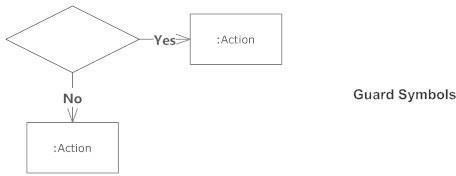 Yes
:Action
No
Guard Symbols
:Action